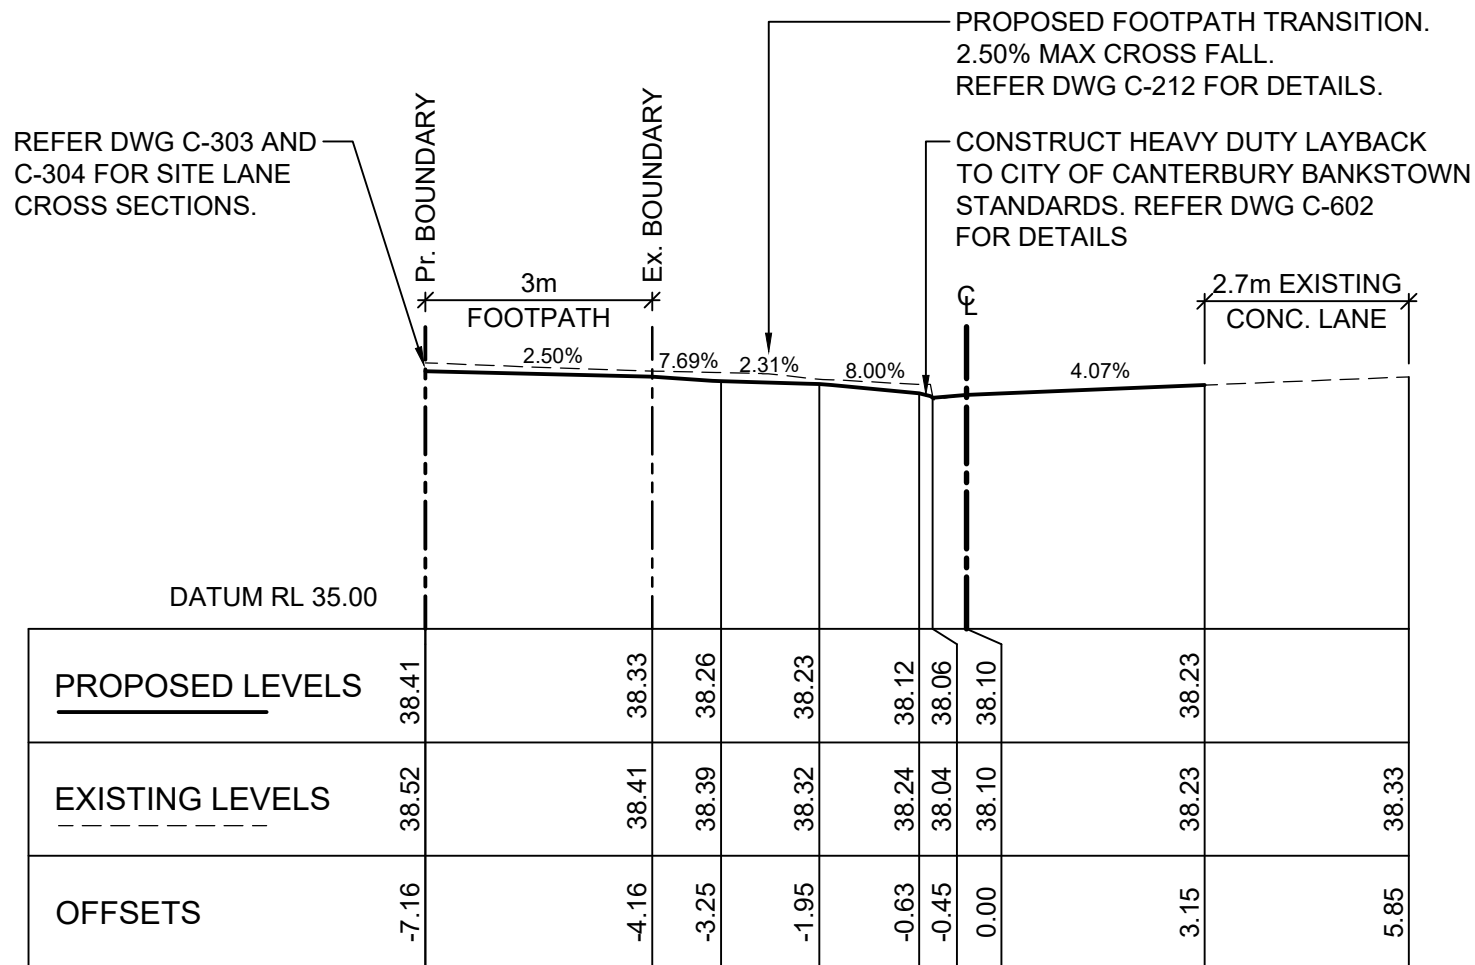 PROPOSED FOOTPATH TRANSITION.
2.50% MAX CROSS FALL.
REFER DWG C-212 FOR DETAILS.
REFER DWG C-303 AND
C-304 FOR SITE LANE
CROSS SECTIONS.
CONSTRUCT HEAVY DUTY LAYBACK
TO CITY OF CANTERBURY BANKSTOWN
STANDARDS. REFER DWG C-602
FOR DETAILS
Pr. BOUNDARY
Ex. BOUNDARY
3m
FOOTPATH
℄
2.7m EXISTING
CONC. LANE
2.50%
7.69%
2.31%
8.00%
4.07%
DATUM RL 35.00
PROPOSED LEVELS
38.41
38.33
38.26
38.23
38.12
38.06
38.10
38.23
EXISTING LEVELS
38.52
38.41
38.39
38.32
38.24
38.04
38.10
38.23
38.33
OFFSETS
-7.16
-4.16
-3.25
-1.95
-0.63
-0.45
0.00
3.15
5.85